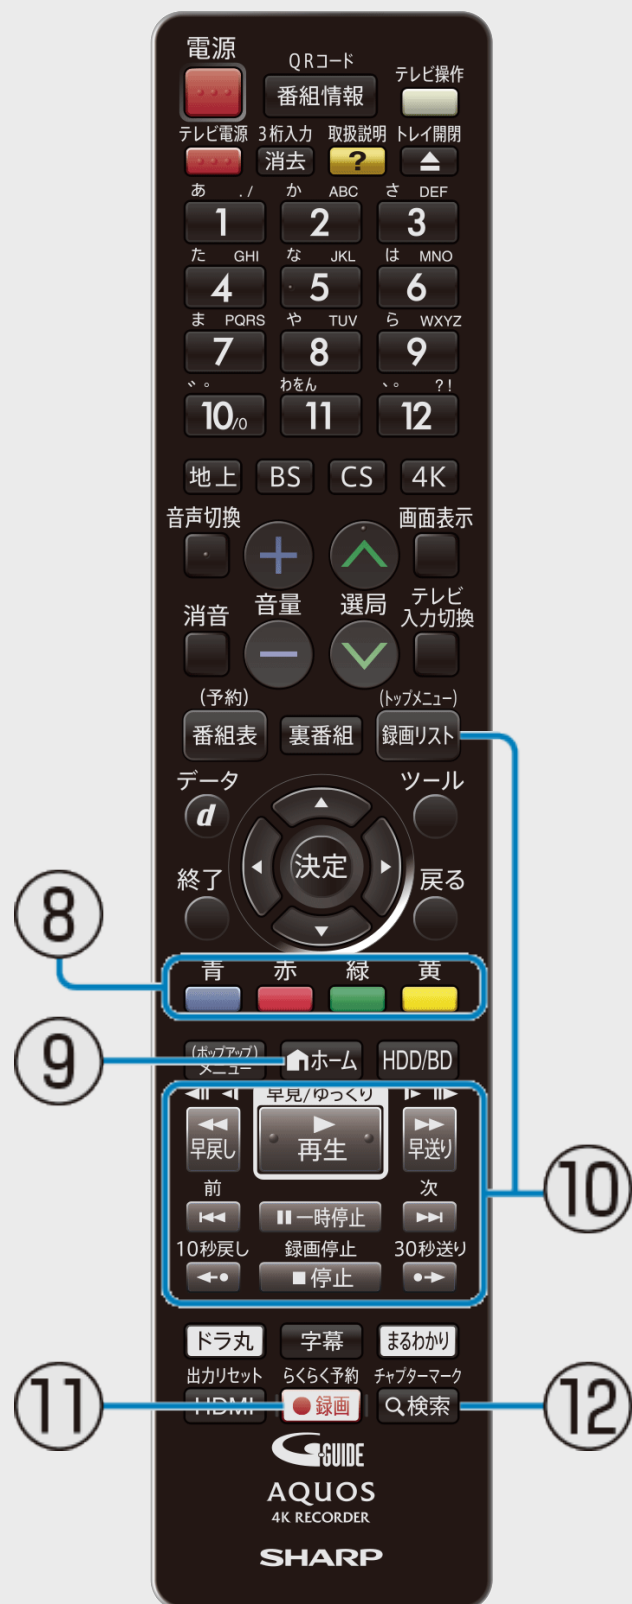 電源
QRコード
テレビ操作
番組情報
テレビ電源 3桁入力 取扱説明 トレイ開閉
消去 ?
あ ./ か ABC さ DEF
1 2 3
た GHI な JKL は MNO
4 5 6
ま PQRS や TUV ら WXYZ
7 8 9
゛゜ わをん 、。 ?!
10/0 11 12
地上 BS CS 4K
音声切換 画面表示
+
消音 音量 選局 テレビ
入力切換
−
(予約) (トップメニュー)
番組表 裏番組 録画リスト
データ ツール
d
決定
終了 戻る
⑧
青 赤 緑 黄
⑨
(ポップアップ)
メニュー ホーム HDD/BD
早見/ゆっくり
早戻し 再生 早送り
⑩
前 次
一時停止
10秒戻し 録画停止 30秒送り
停止
ドラ丸 字幕 まるわかり
出力リセット らくらく予約 チャプターマーク
⑪ HDMI 録画 検索 ⑫
G-GUIDE
AQUOS
4K RECORDER
SHARP